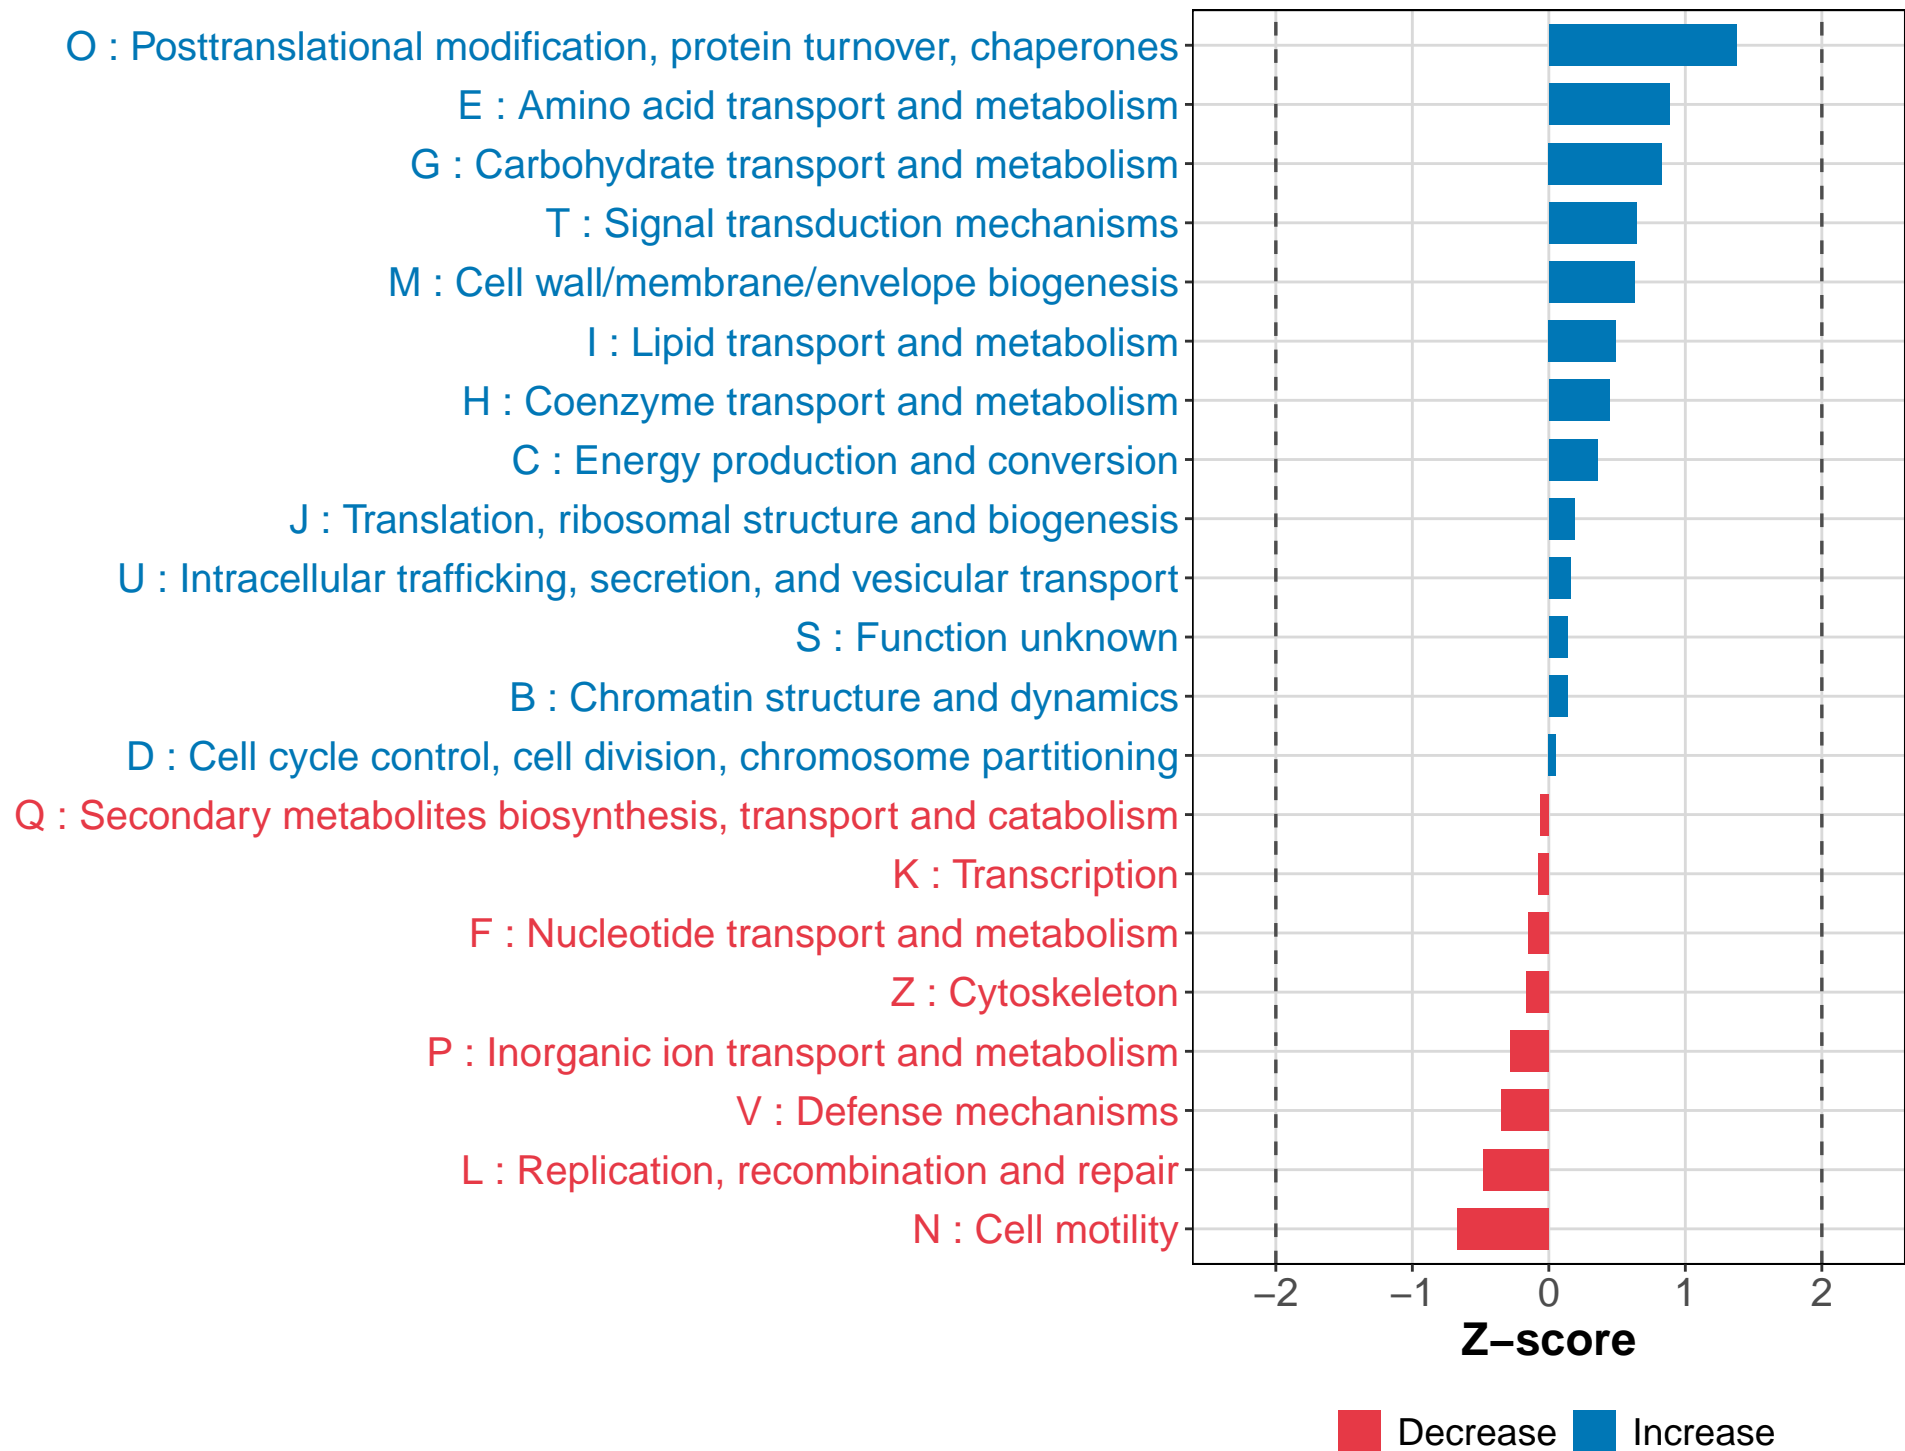 O : Posttranslational modification, protein turnover, chaperones
E : Amino acid transport and metabolism
G : Carbohydrate transport and metabolism
T : Signal transduction mechanisms
M : Cell wall/membrane/envelope biogenesis
I : Lipid transport and metabolism
H : Coenzyme transport and metabolism
C : Energy production and conversion
J : Translation, ribosomal structure and biogenesis
U : Intracellular trafficking, secretion, and vesicular transport
S : Function unknown
B : Chromatin structure and dynamics
D : Cell cycle control, cell division, chromosome partitioning
Q : Secondary metabolites biosynthesis, transport and catabolism
K : Transcription
F : Nucleotide transport and metabolism
Z : Cytoskeleton
P : Inorganic ion transport and metabolism
V : Defense mechanisms
L : Replication, recombination and repair
N : Cell motility
−2 −1 0 1 2
Z−score
Decrease Increase